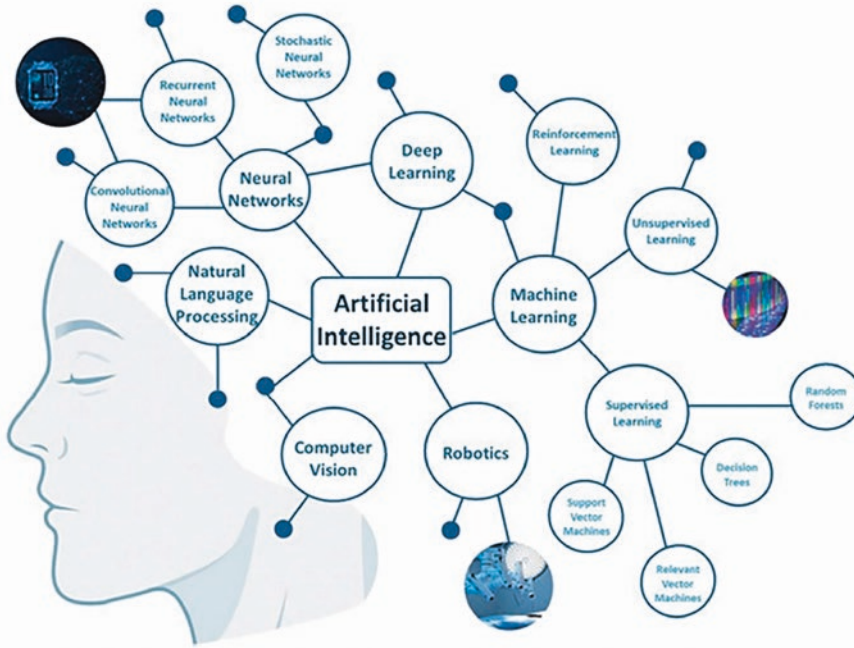 Stochastic
Neural
Networks
Recurrent
Neural
Networks
Deep
Learning
Reinforcement
Learning
Neural
Networks
Convolutional
Neural
Networks
Unsupervised
Learning
Natural
Language
Processing
Artificial
Intelligence
Machine
Learning
Random
Forests
Supervised
Learning
Computer
Vision
Robotics
Decision
Trees
Support
Vector
Machines
Relevant
Vector
Machines